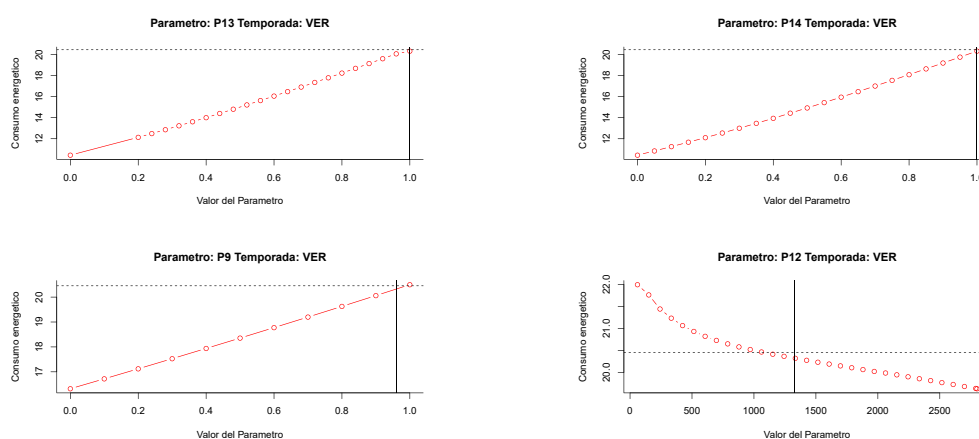 Parametro: P13 Temporada: VER
Consumo energetico
12 14 16 18 20
0.0 0.2 0.4 0.6 0.8 1.0
Valor del Parametro
Parametro: P14 Temporada: VER
Consumo energetico
12 14 16 18 20
0.0 0.2 0.4 0.6 0.8 1.0
Valor del Parametro
Parametro: P9 Temporada: VER
Consumo energetico
17 18 19 20
0.0 0.2 0.4 0.6 0.8 1.0
Valor del Parametro
Parametro: P12 Temporada: VER
Consumo energetico
20.0 21.0 22.0
0 500 1000 1500 2000 2500
Valor del Parametro